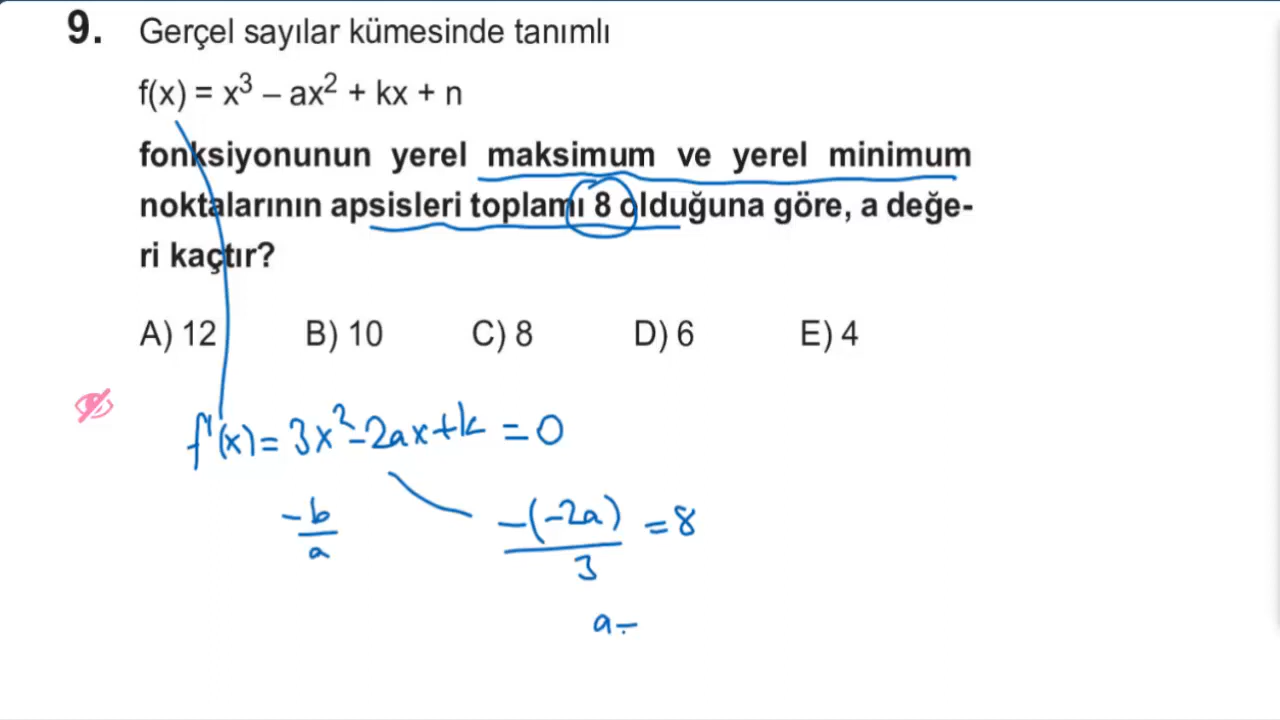 9. Gerçel sayılar kümesinde tanımlı
f(x) = x³ – ax² + kx + n
fonksiyonunun yerel maksimum ve yerel minimum
noktalarının apsisleri toplamı 8 olduğuna göre, a değe-
ri kaçtır?
A) 12 B) 10 C) 8 D) 6 E) 4
f'(x) = 3x² - 2ax + k = 0
-b/a -(-2a)/3 = 8
a =